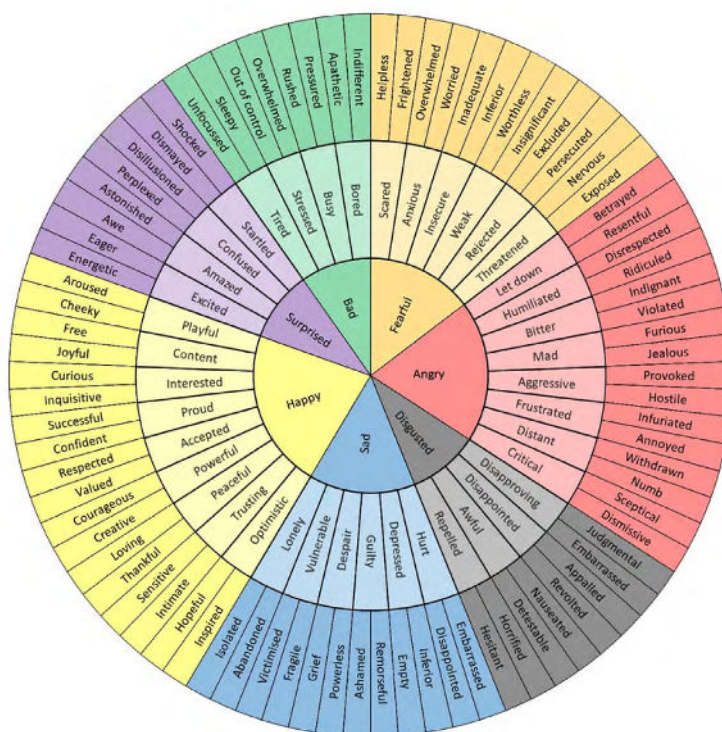 Fearful
Angry
Disgusted
Sad
Happy
Surprised
Bad
Scared
Anxious
Insecure
Weak
Rejected
Threatened
Let down
Humiliated
Bitter
Mad
Aggressive
Frustrated
Distant
Critical
Disapproving
Disappointed
Awful
Repelled
Hurt
Depressed
Guilty
Despair
Vulnerable
Lonely
Optimistic
Trusting
Peaceful
Powerful
Accepted
Proud
Interested
Content
Playful
Excited
Amazed
Confused
Startled
Tired
Stressed
Busy
Bored
Helpless
Frightened
Overwhelmed
Worried
Inadequate
Inferior
Worthless
Insignificant
Excluded
Persecuted
Nervous
Exposed
Betrayed
Resentful
Disrespected
Ridiculed
Indignant
Violated
Furious
Jealous
Provoked
Hostile
Infuriated
Annoyed
Withdrawn
Numb
Sceptical
Dismissive
Judgmental
Embarrassed
Appalled
Revolted
Nauseated
Detestable
Horrified
Hesitant
Embarrassed
Disappointed
Inferior
Empty
Remorseful
Ashamed
Powerless
Grief
Fragile
Victimised
Abandoned
Isolated
Inspired
Hopeful
Intimate
Sensitive
Thankful
Loving
Creative
Courageous
Valued
Respected
Confident
Successful
Inquisitive
Curious
Joyful
Free
Cheeky
Aroused
Energetic
Eager
Awe
Astonished
Perplexed
Disillusioned
Dismayed
Shocked
Unfocussed
Sleepy
Out of control
Overwhelmed
Rushed
Pressured
Apathetic
Indifferent